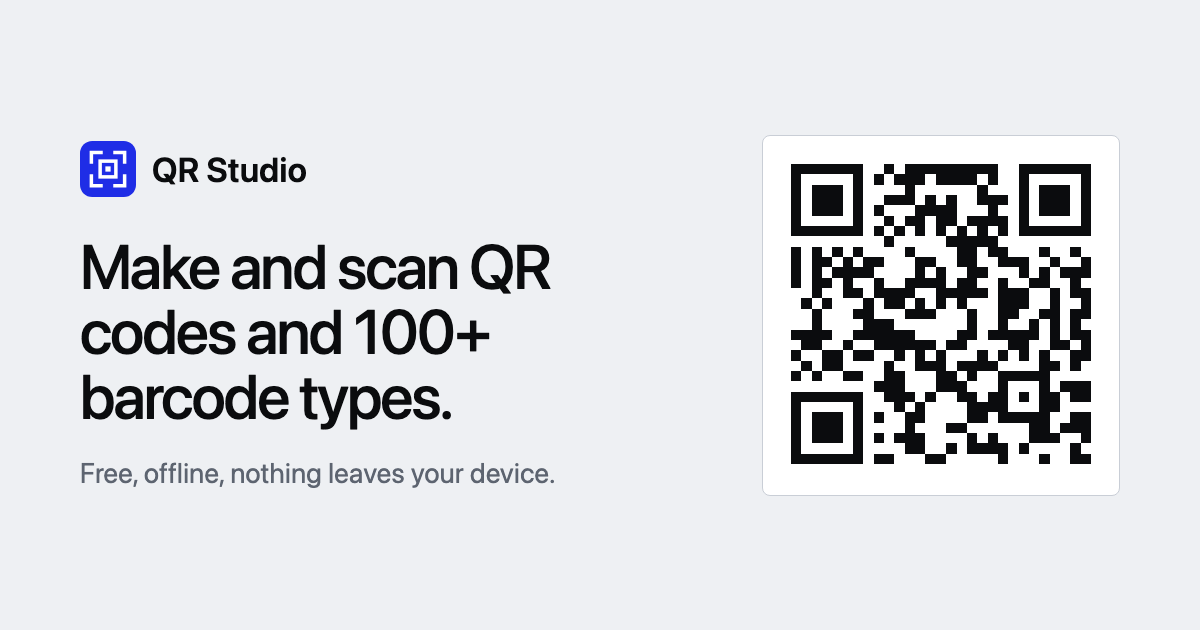 QR Studio
Make and scan QR
codes and 100+
barcode types.
Free, offline, nothing leaves your device.